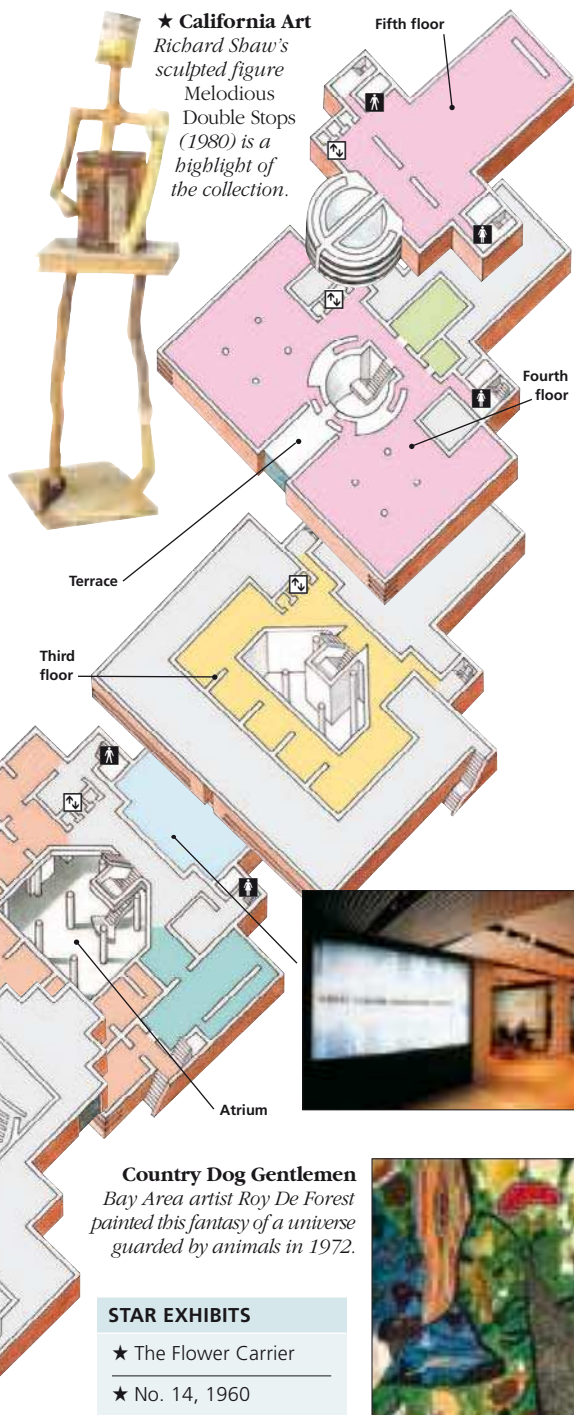 ★ California Art
Richard Shaw's
sculpted figure
Melodious
Double Stops
(1980) is a
highlight of
the collection.
Fifth floor
Fourth
floor
Terrace
Third
floor
Atrium
Country Dog Gentlemen
Bay Area artist Roy De Forest
painted this fantasy of a universe
guarded by animals in 1972.
STAR EXHIBITS
★ The Flower Carrier
★ No. 14, 1960